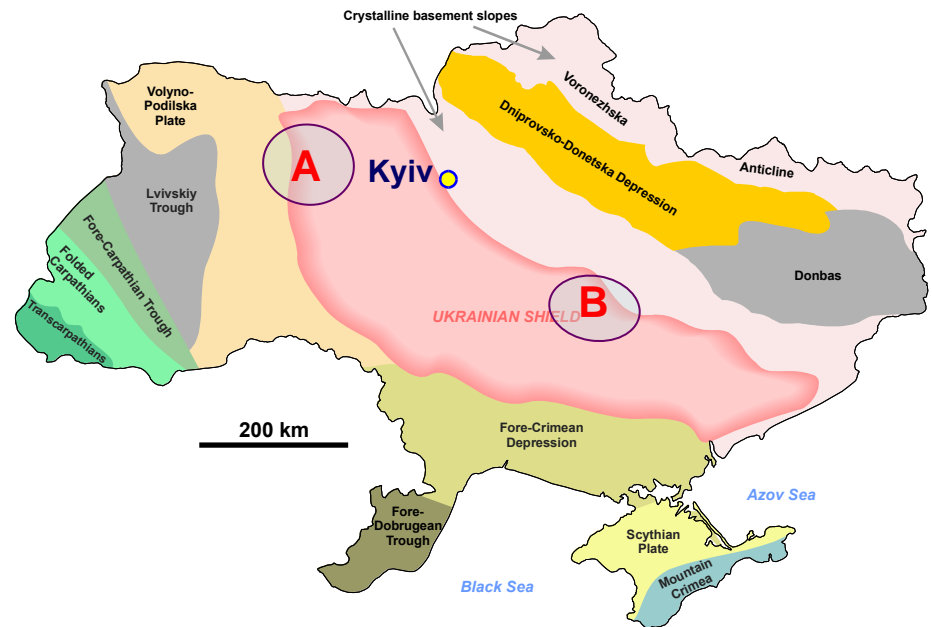 Crystalline basement slopes
Volyno-
Podilska
Plate
Voronezhska
Dniprovsko-Donetska Depression
Anticline
A
Kyiv
Lvivskiy
Trough
Fore-Carpathian Trough
Folded
Carpathians
Transcarpathians
Donbas
B
UKRAINIAN SHIELD
200 km
Fore-Crimean
Depression
Azov Sea
Fore-
Dobrugean
Trough
Scythian
Plate
Mountain
Crimea
Black Sea